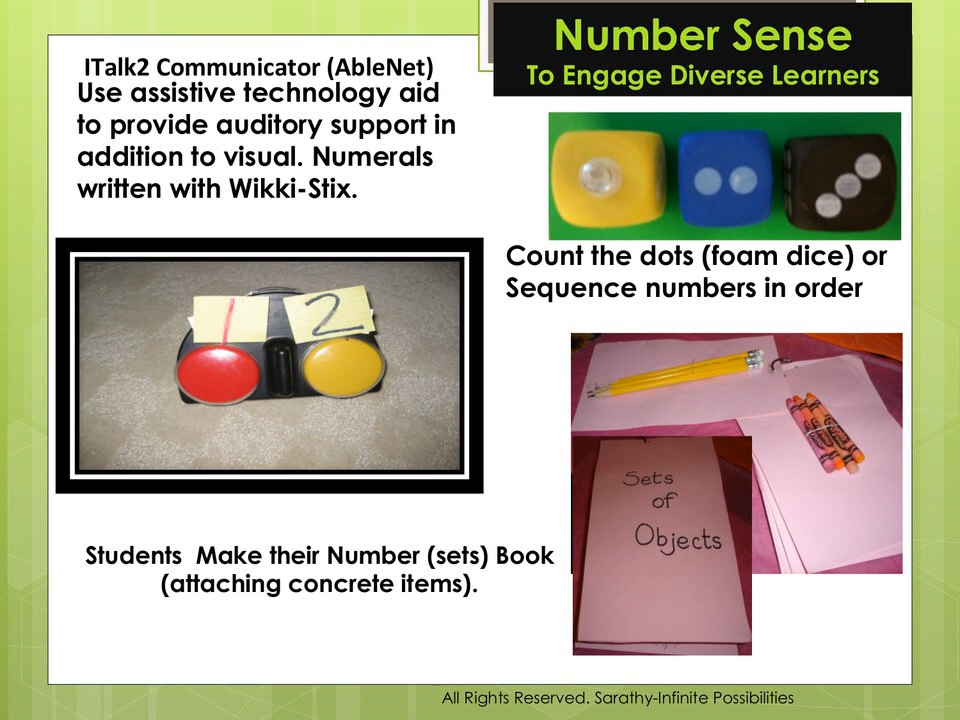 Number Sense
To Engage Diverse Learners
ITalk2 Communicator (AbleNet)
Use assistive technology aid
to provide auditory support in
addition to visual. Numerals
written with Wikki-Stix.
1 2
Count the dots (foam dice) or
Sequence numbers in order
Sets
of
Objects
Students Make their Number (sets) Book
(attaching concrete items).
All Rights Reserved. Sarathy-Infinite Possibilities